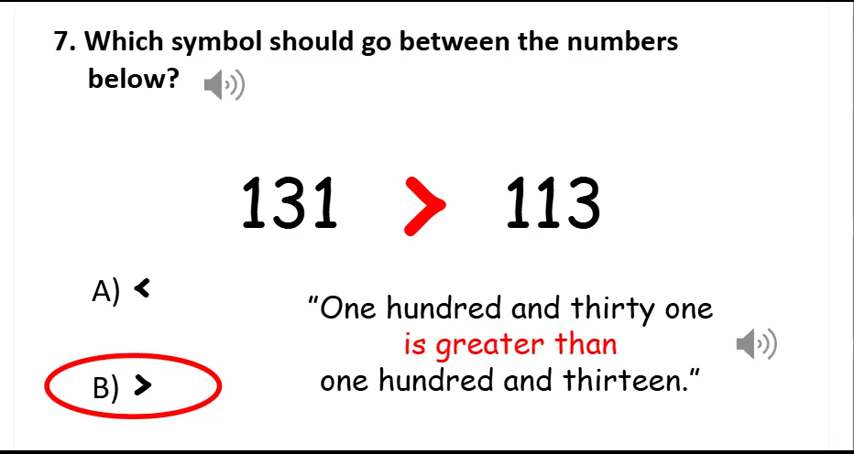 7. Which symbol should go between the numbers
below?
131 > 113
A) <
"One hundred and thirty one
is greater than
one hundred and thirteen."
B) >